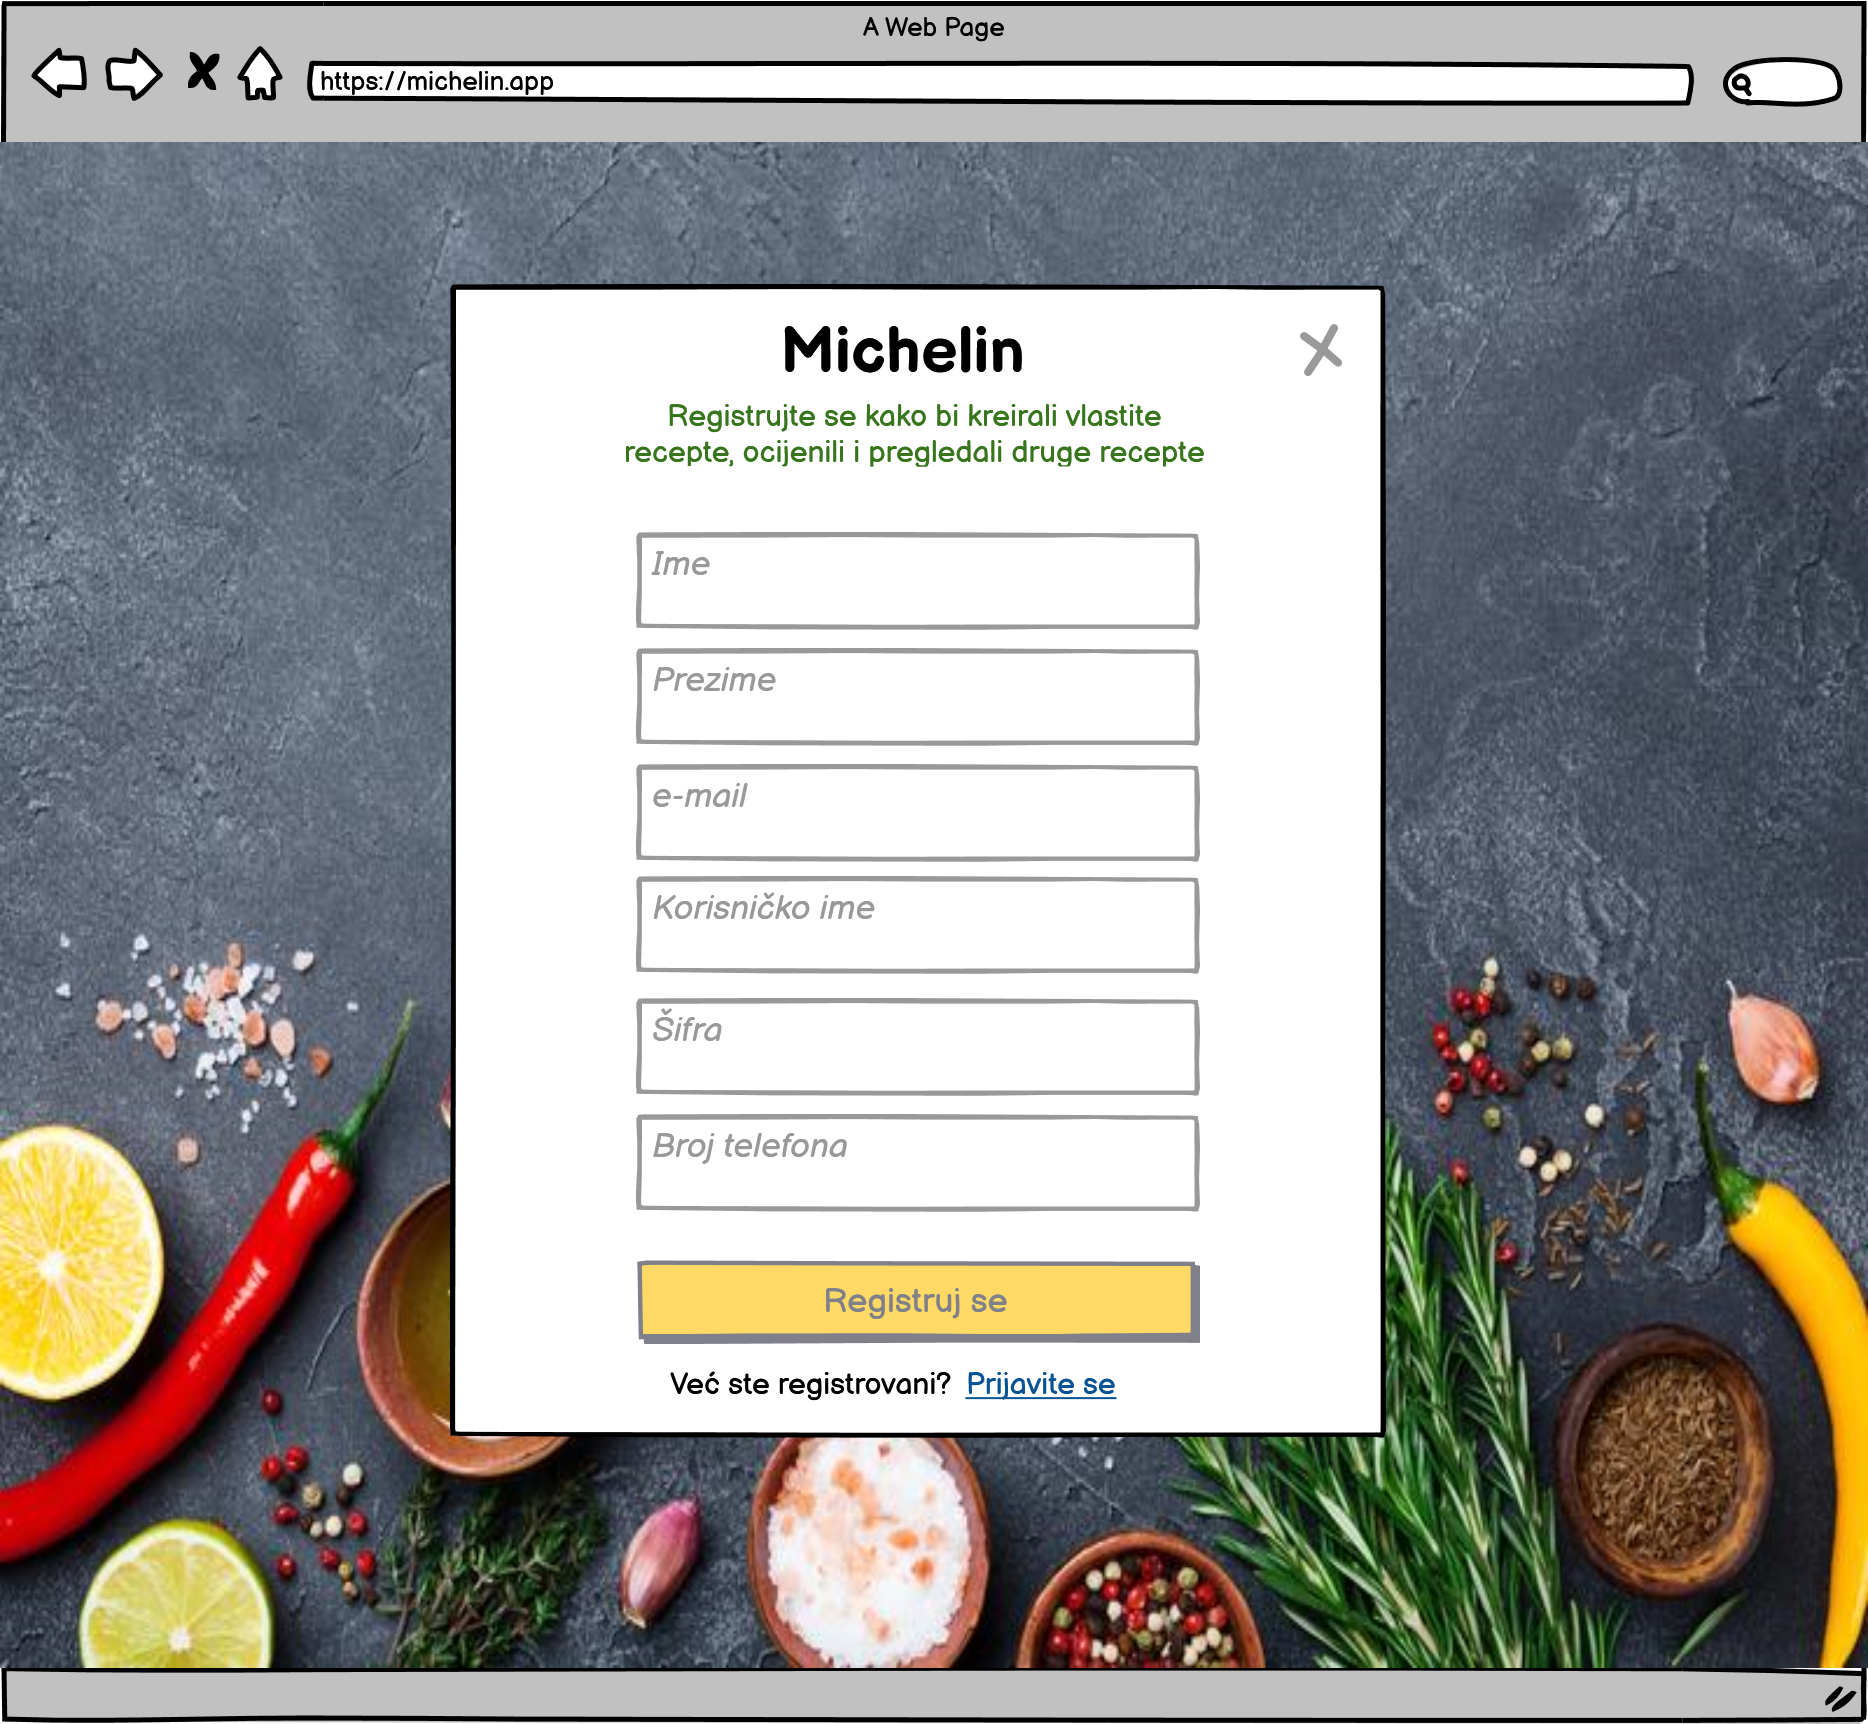 A Web Page
https://michelin.app
Michelin
Registrujte se kako bi kreirali vlastite
recepte, ocijenili i pregledali druge recepte
Ime
Prezime
e-mail
Korisničko ime
Šifra
Broj telefona
Registruj se
Već ste registrovani? Prijavite se